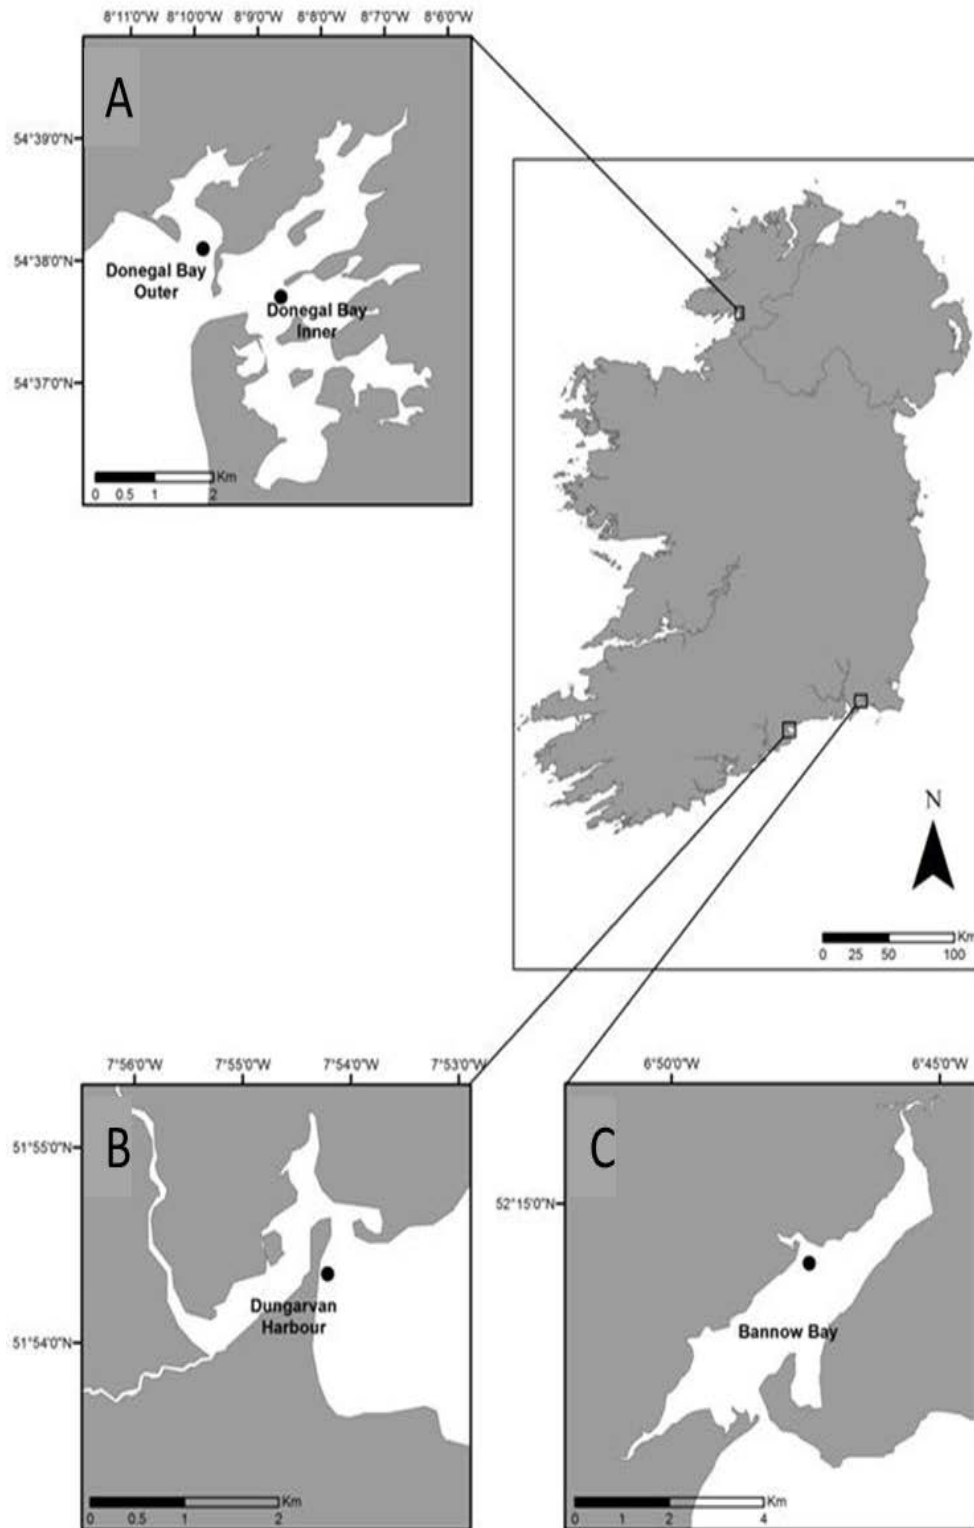 8°11'0"W 8°10'0"W 8°9'0"W 8°8'0"W 8°7'0"W 8°6'0"W
A
54°39'0"N
54°38'0"N
Donegal Bay
Outer
Donegal Bay
Inner
54°37'0"N
Km
0 0.5 1 2
N
Km
0 25 50 100
7°56'0"W 7°55'0"W 7°54'0"W 7°53'0"W
B
51°55'0"N
Dungarvan
Harbour
51°54'0"N
Km
0 0.5 1 2
6°50'0"W 6°45'0"W
C
52°15'0"N
Bannow Bay
Km
0 1 2 4